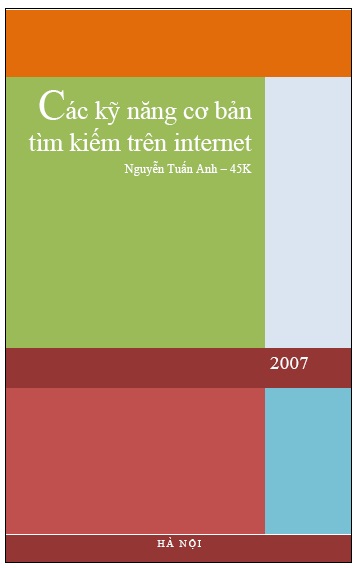 Các kỹ năng cơ bản
tìm kiếm trên internet
Nguyễn Tuấn Anh – 45K
2007
HÀ NỘI